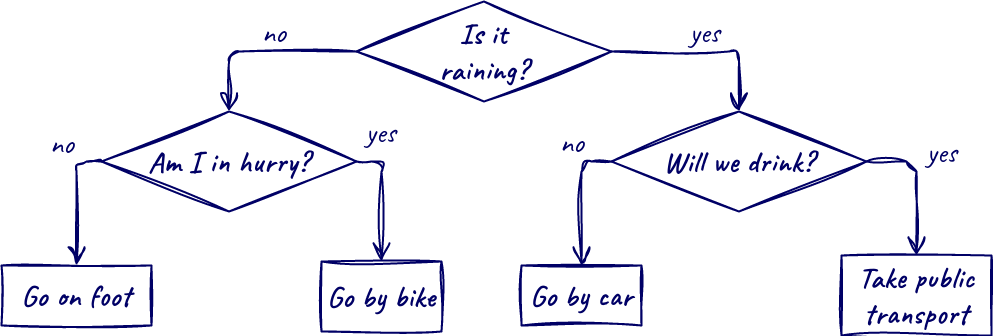 no
Is it
raining?
yes
no
Am I in hurry?
yes
no
Will we drink?
yes
Go on foot
Go by bike
Go by car
Take public
transport